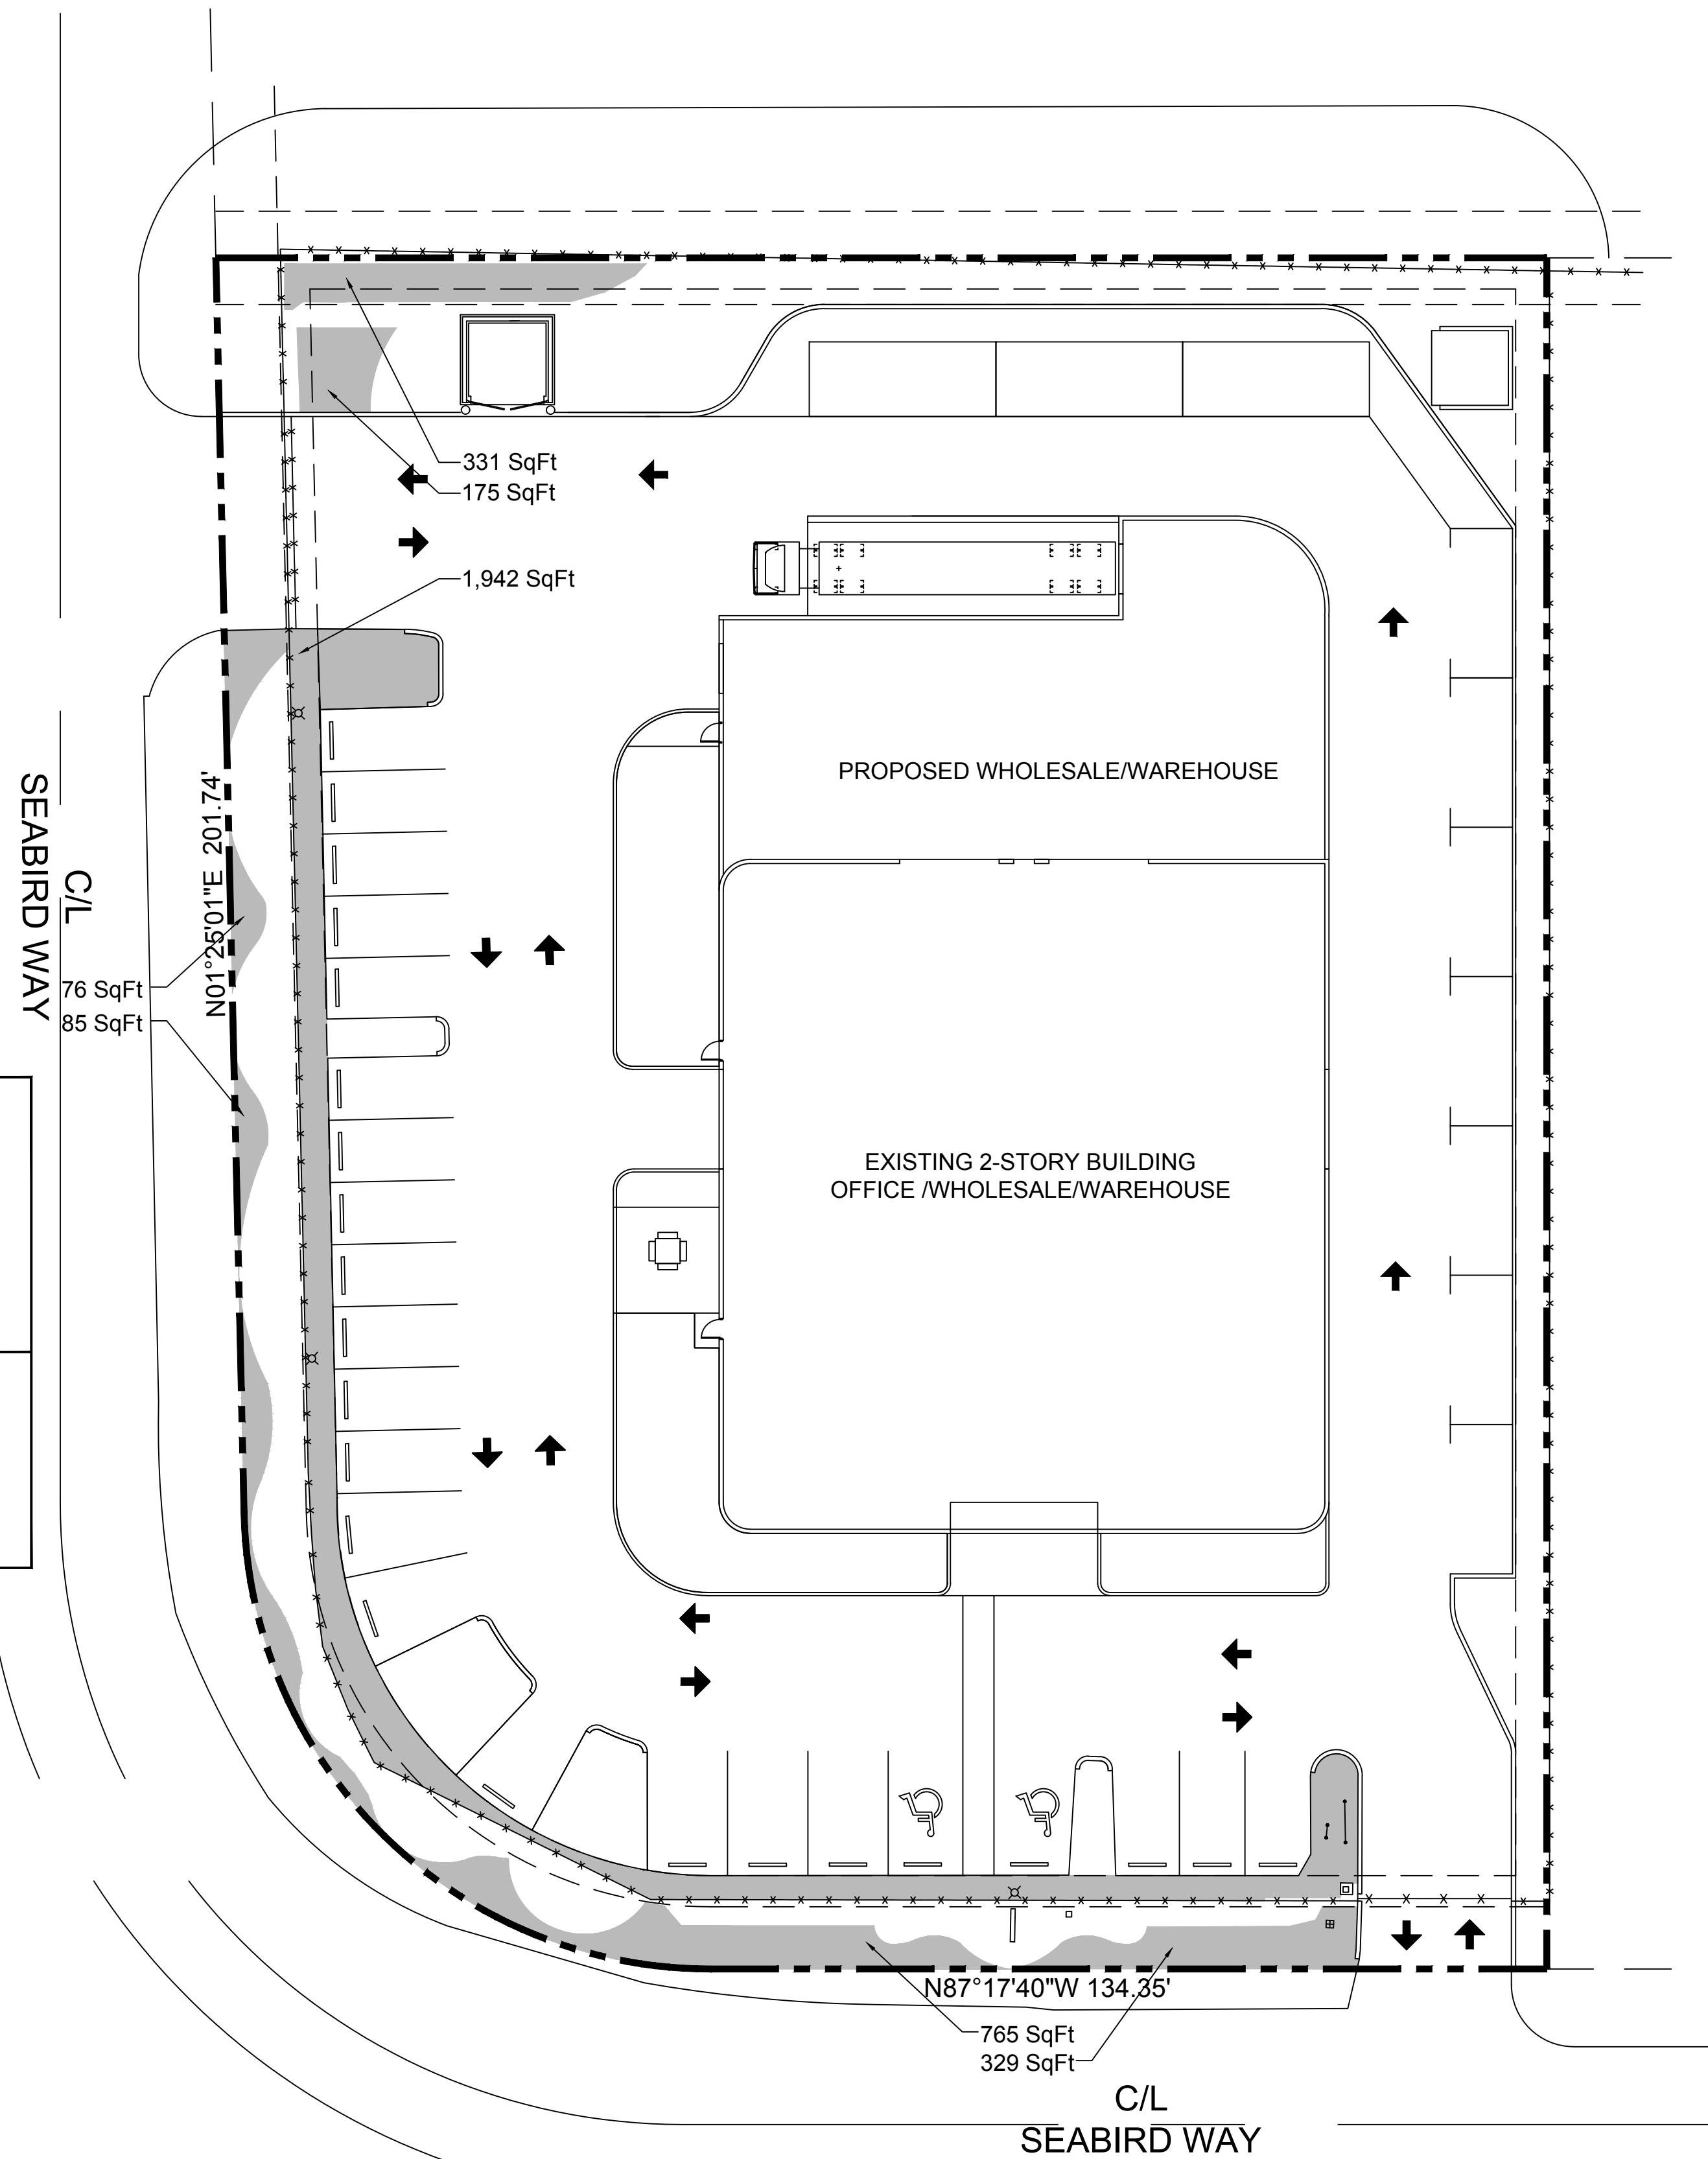 331 SqFt
175 SqFt
1,942 SqFt
PROPOSED WHOLESALE/WAREHOUSE
N01°25'01"E 201.74'
C/L
SEABIRD WAY
76 SqFt
85 SqFt
EXISTING 2-STORY BUILDING
OFFICE /WHOLESALE/WAREHOUSE
N87°17'40"W 134.35'
765 SqFt
329 SqFt
C/L
SEABIRD WAY